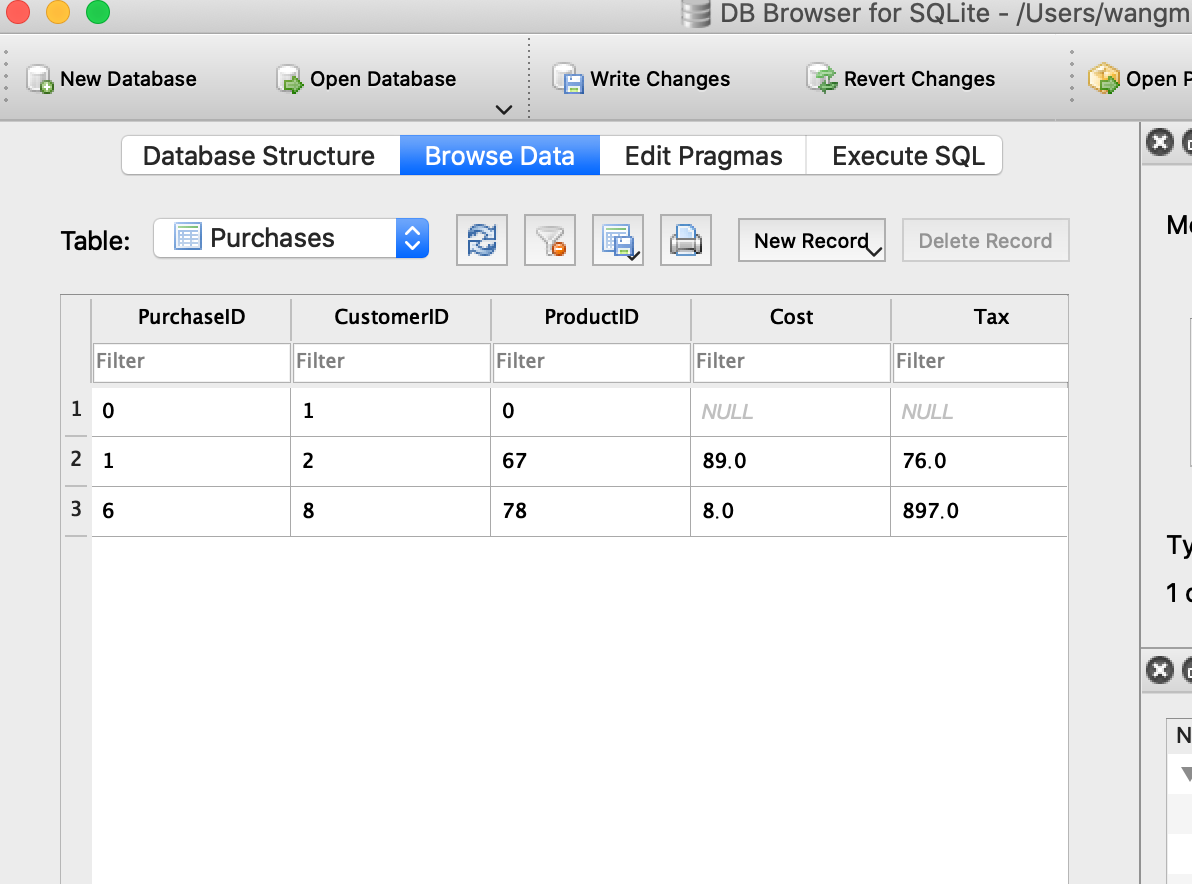 DB Browser for SQLite - /Users/wangm
New Database Open Database Write Changes Revert Changes Open P
Database Structure Browse Data Edit Pragmas Execute SQL
Table: Purchases New Record Delete Record
PurchaseID CustomerID ProductID Cost Tax
Filter Filter Filter Filter Filter
1 0 1 0 NULL NULL
2 1 2 67 89.0 76.0
3 6 8 78 8.0 897.0
Mo
Ty
1 c
N